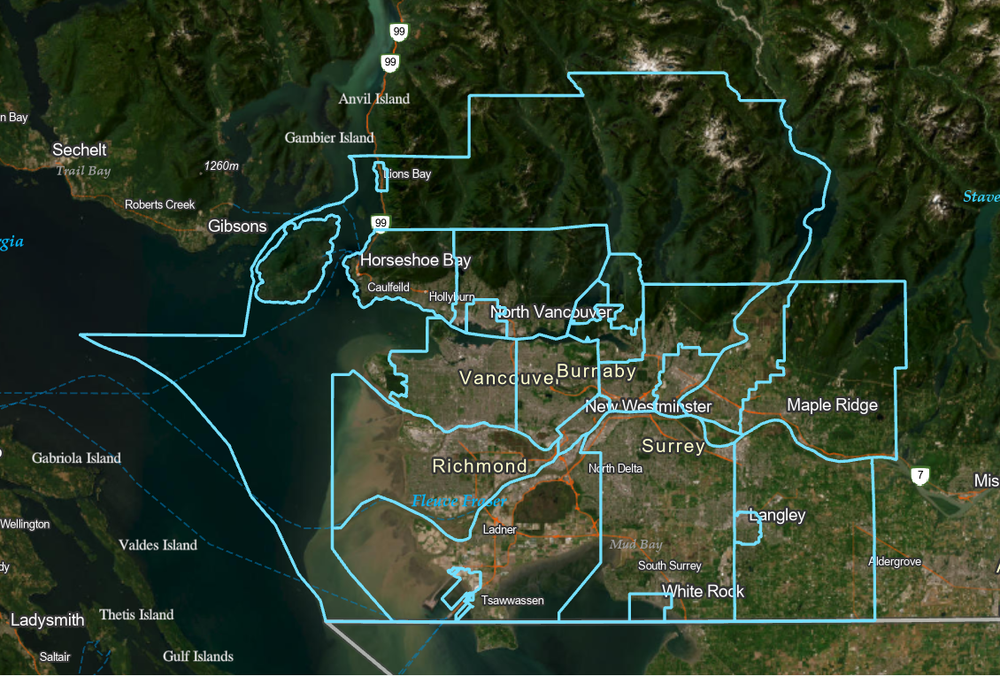 99
99
Anvil Island
n Bay
Gambier Island
Sechelt
1260m
Trail Bay
Lions Bay
Stave
Roberts Creek
99
Gibsons
rgia
Horseshoe Bay
Caulfeild
Hollyburn
North Vancouver
Vancouver
Burnaby
New Westminster
Maple Ridge
Surrey
Gabriola Island
Richmond
North Delta
7
Mis
Fleuve Fraser
Langley
Wellington
Ladner
Valdes Island
Mud Bay
dy
South Surrey
Aldergrove
A
White Rock
Tsawwassen
Thetis Island
Ladysmith
Saltair
Gulf Islands